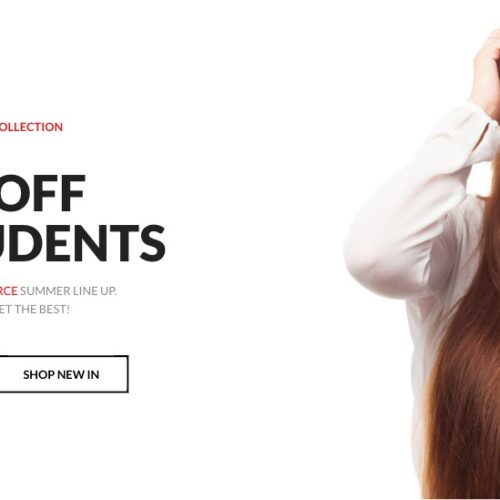 OLLECTION
OFF
UDENTS
RCE SUMMER LINE UP.
ET THE BEST!
SHOP NEW IN